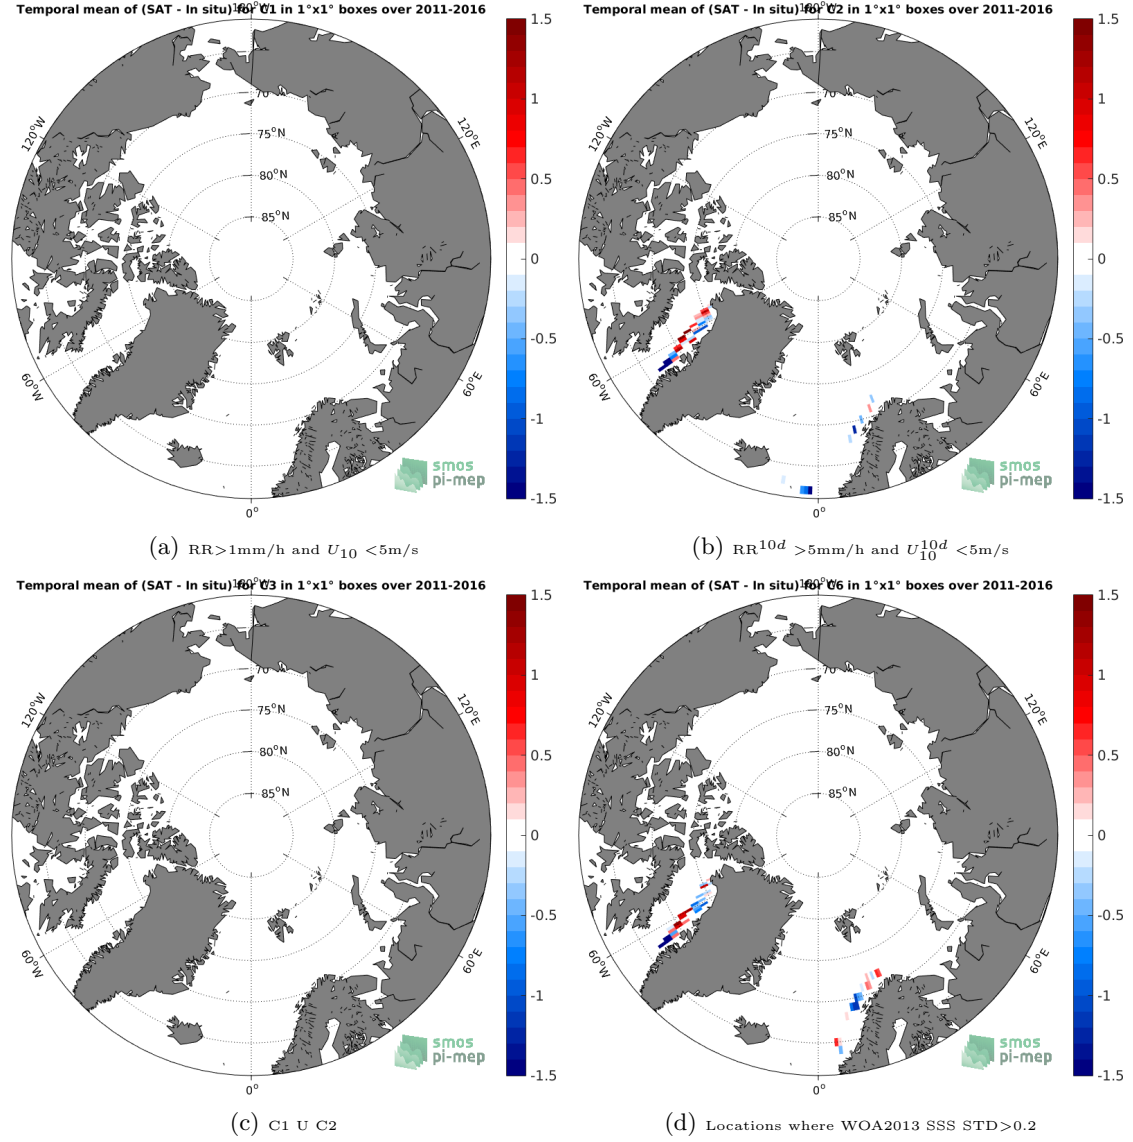 Temporal mean of (SAT - In situ) for C1 in 1°x1° boxes over 2011-2016
180°W
120°W
120°E
60°W
60°E
0°
70
75°N
80°N
85°N
1.5
1
0.5
0
-0.5
-1
-1.5
smos
pi-mep
(a) RR>1mm/h and U10 <5m/s
Temporal mean of (SAT - In situ) for C2 in 1°x1° boxes over 2011-2016
180°W
120°W
120°E
60°W
60°E
0°
70
75°N
80°N
85°N
1.5
1
0.5
0
-0.5
-1
-1.5
smos
pi-mep
(b) RR^10d >5mm/h and U10^10d <5m/s
Temporal mean of (SAT - In situ) for C3 in 1°x1° boxes over 2011-2016
180°W
120°W
120°E
60°W
60°E
0°
70
75°N
80°N
85°N
1.5
1
0.5
0
-0.5
-1
-1.5
smos
pi-mep
(c) C1 U C2
Temporal mean of (SAT - In situ) for C6 in 1°x1° boxes over 2011-2016
180°W
120°W
120°E
60°W
60°E
0°
70
75°N
80°N
85°N
1.5
1
0.5
0
-0.5
-1
-1.5
smos
pi-mep
(d) Locations where WOA2013 SSS STD>0.2